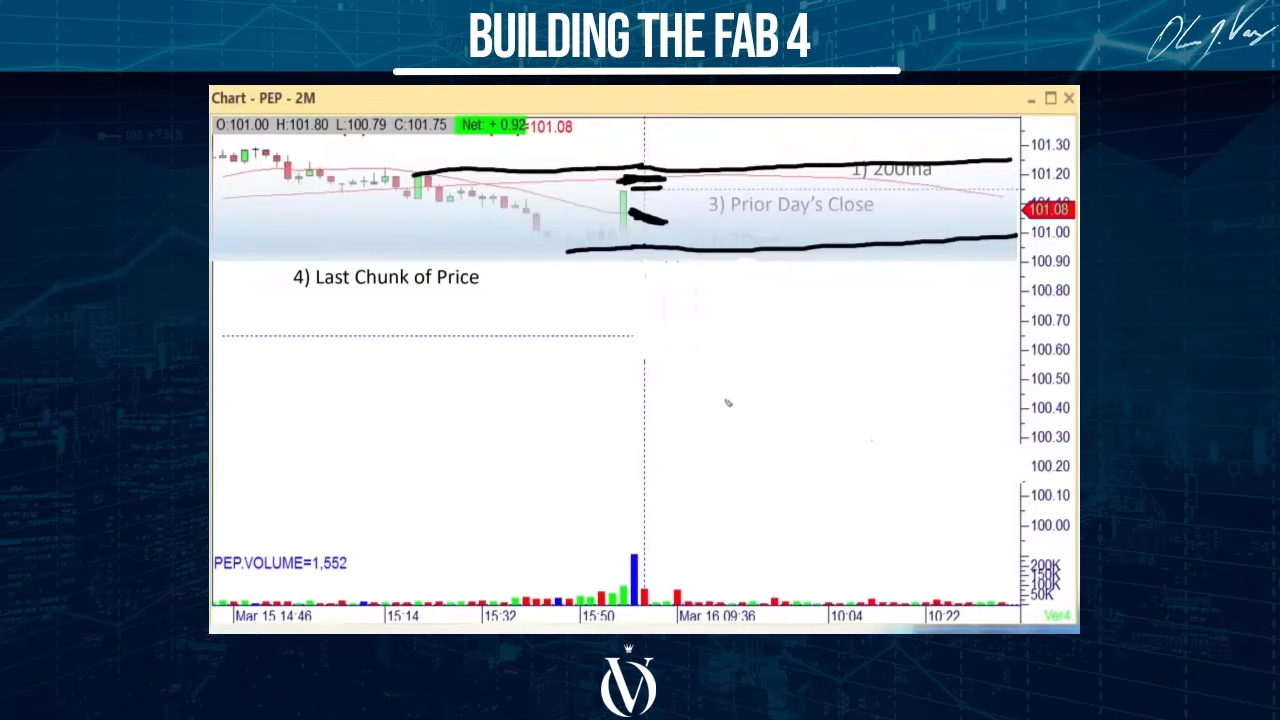 BUILDING THE FAB 4
Chart - PEP - 2M
O:101.00 H:101.80 L:100.79 C:101.75 Net: + 0.92 =101.08
101.30
1) 200ma
101.20
3) Prior Day's Close
101.08
101.00
100.90
4) Last Chunk of Price
100.80
100.70
100.60
100.50
100.40
100.30
100.20
100.10
100.00
PEP.VOLUME=1,552
200K
150K
100K
50K
Mar 15 14:46 15:14 15:32 15:50 Mar 16 09:36 10:04 10:22 Ver4